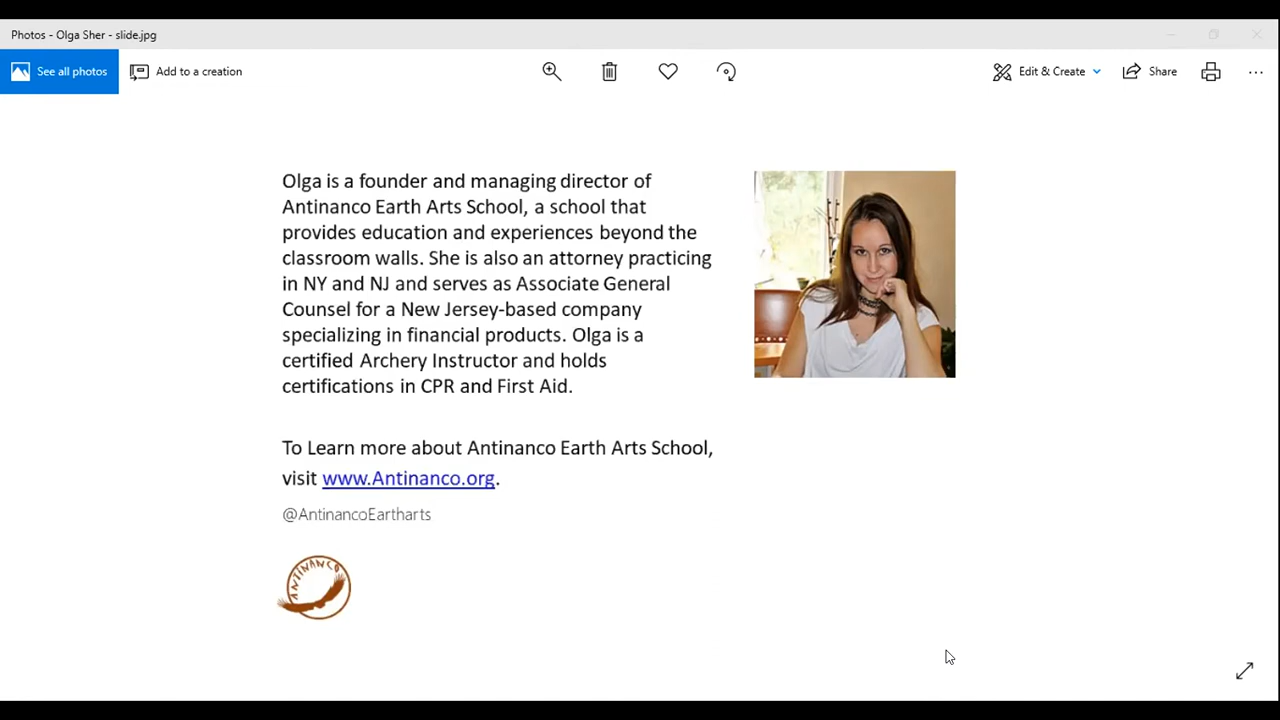 Photos - Olga Sher - slide.jpg
See all photos
Add to a creation
Edit & Create
Share
Olga is a founder and managing director of
Antinanco Earth Arts School, a school that
provides education and experiences beyond the
classroom walls. She is also an attorney practicing
in NY and NJ and serves as Associate General
Counsel for a New Jersey-based company
specializing in financial products. Olga is a
certified Archery Instructor and holds
certifications in CPR and First Aid.
To Learn more about Antinanco Earth Arts School,
visit www.Antinanco.org.
@AntinancoEartharts
ANTINANCO